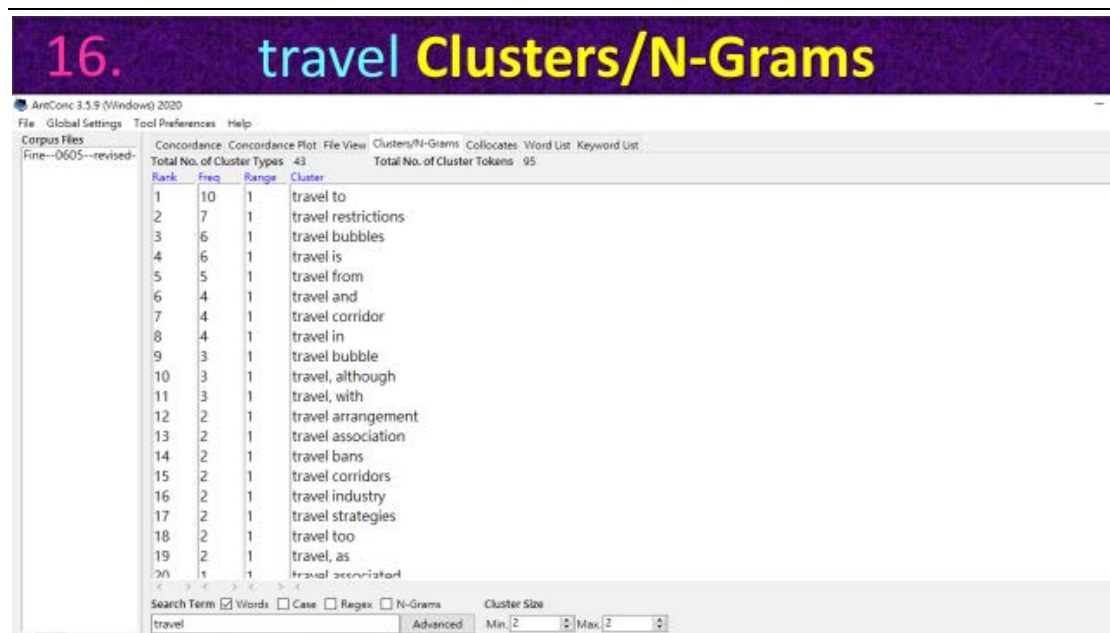 16. travel Clusters/N-Grams
AntConc 3.5.9 (Windows) 2020
File Global Settings Tool Preferences Help
Corpus Files
Fine--0605--revised-
Concordance Concordance Plot File View Clusters/N-Grams Collocates Word List Keyword List
Total No. of Cluster Types 43 Total No. of Cluster Tokens 95
Rank Freq Range Cluster
1 10 1 travel to
2 7 1 travel restrictions
3 6 1 travel bubbles
4 6 1 travel is
5 5 1 travel from
6 4 1 travel and
7 4 1 travel corridor
8 4 1 travel in
9 3 1 travel bubble
10 3 1 travel, although
11 3 1 travel, with
12 2 1 travel arrangement
13 2 1 travel association
14 2 1 travel bans
15 2 1 travel corridors
16 2 1 travel industry
17 2 1 travel strategies
18 2 1 travel too
19 2 1 travel, as
20 1 1 travel associated
Search Term Words Case Regex N-Grams Cluster Size
travel Advanced Min. 2 Max. 2